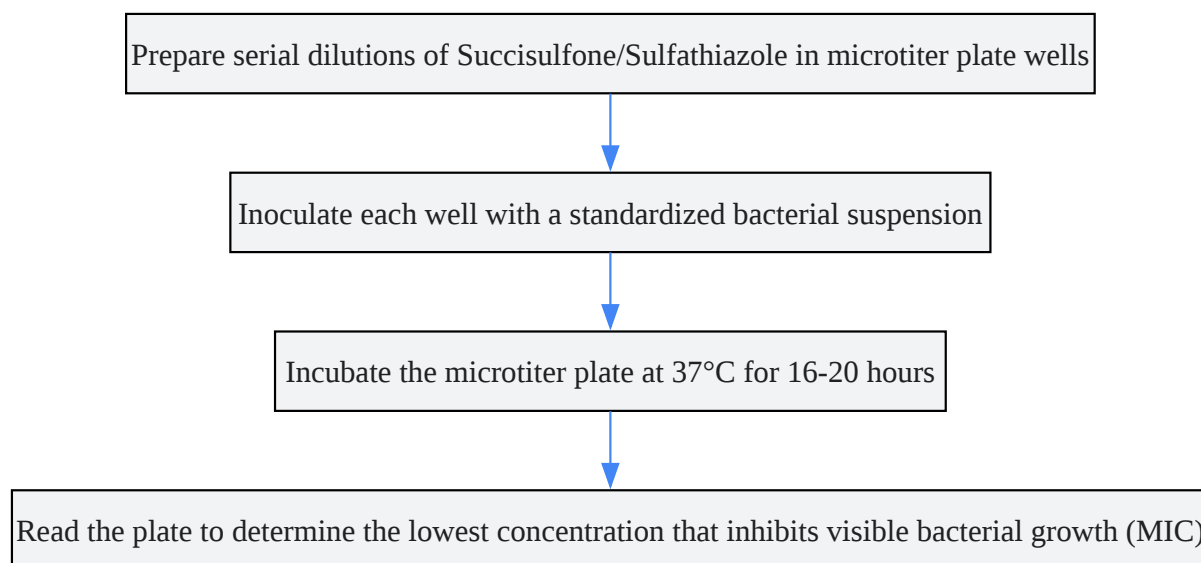 Prepare serial dilutions of Succisulfone/Sulfathiazole in microtiter plate wells
Inoculate each well with a standardized bacterial suspension
Incubate the microtiter plate at 37°C for 16-20 hours
Read the plate to determine the lowest concentration that inhibits visible bacterial growth (MIC)